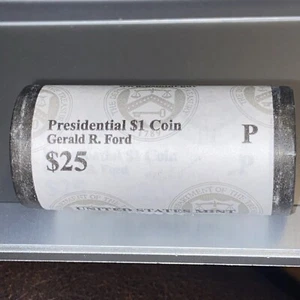 Presidential $1 Coin
Gerald R. Ford
$25
P
UNITED STATES MINT